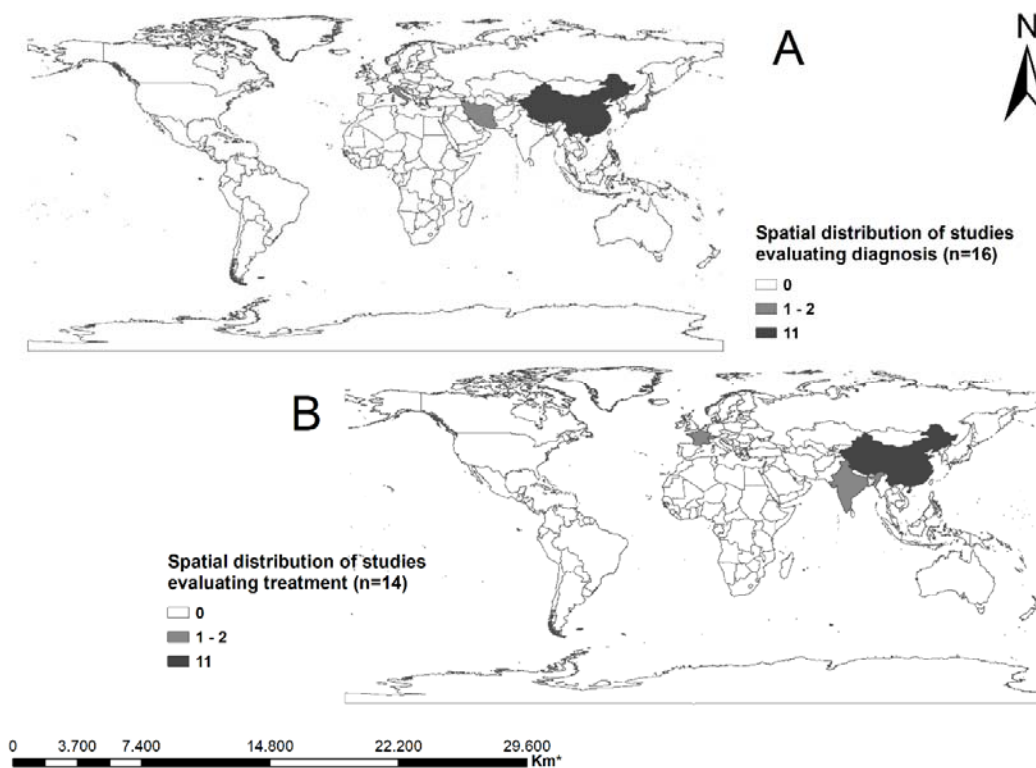 A
N
Spatial distribution of studies
evaluating diagnosis (n=16)
0
1 - 2
11
B
Spatial distribution of studies
evaluating treatment (n=14)
0
1 - 2
11
0 3.700 7.400 14.800 22.200 29.600
Km*